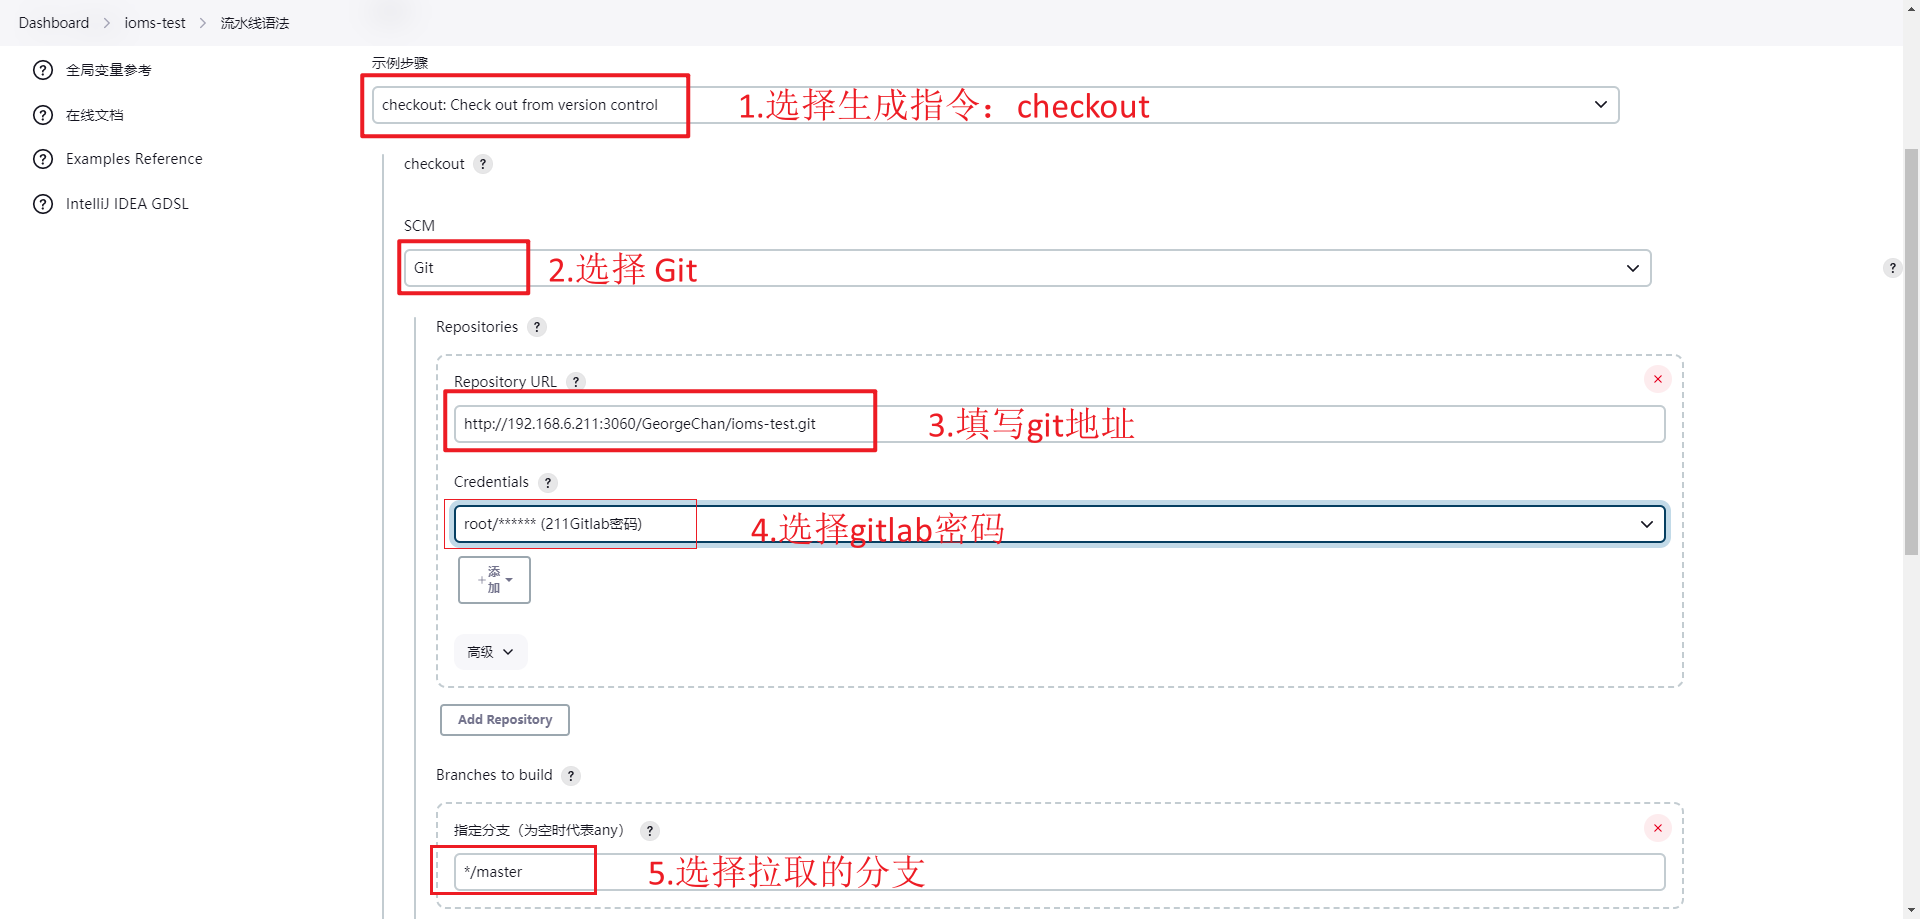 Dashboard > ioms-test > 流水线语法
全局变量参考
在线文档
Examples Reference
IntelliJ IDEA GDSL
示例步骤
checkout: Check out from version control
1.选择生成指令：checkout
checkout ?
SCM
Git
2.选择 Git
?
Repositories ?
Repository URL ?
http://192.168.6.211:3060/GeorgeChan/ioms-test.git
3.填写git地址
Credentials ?
root/****** (211Gitlab密码)
4.选择gitlab密码
+添加
高级
Add Repository
Branches to build ?
指定分支（为空时代表any） ?
*/master
5.选择拉取的分支